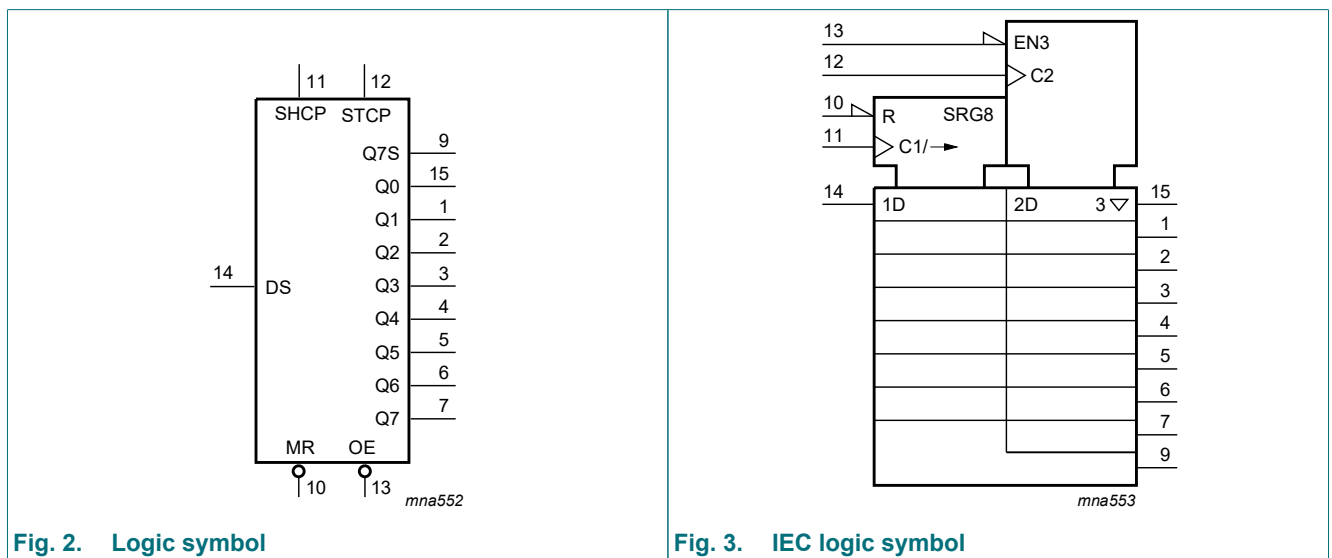 11 12
SHCP STCP
Q7S 9
Q0 15
Q1 1
Q2 2
14 DS Q3 3
Q4 4
Q5 5
Q6 6
Q7 7
MR OE
10 13
mna552
Fig. 2. Logic symbol
13 EN3
12 C2
10 R SRG8
11 C1/→
14 1D 2D 3 ▽ 15
1
2
3
4
5
6
7
9
mna553
Fig. 3. IEC logic symbol